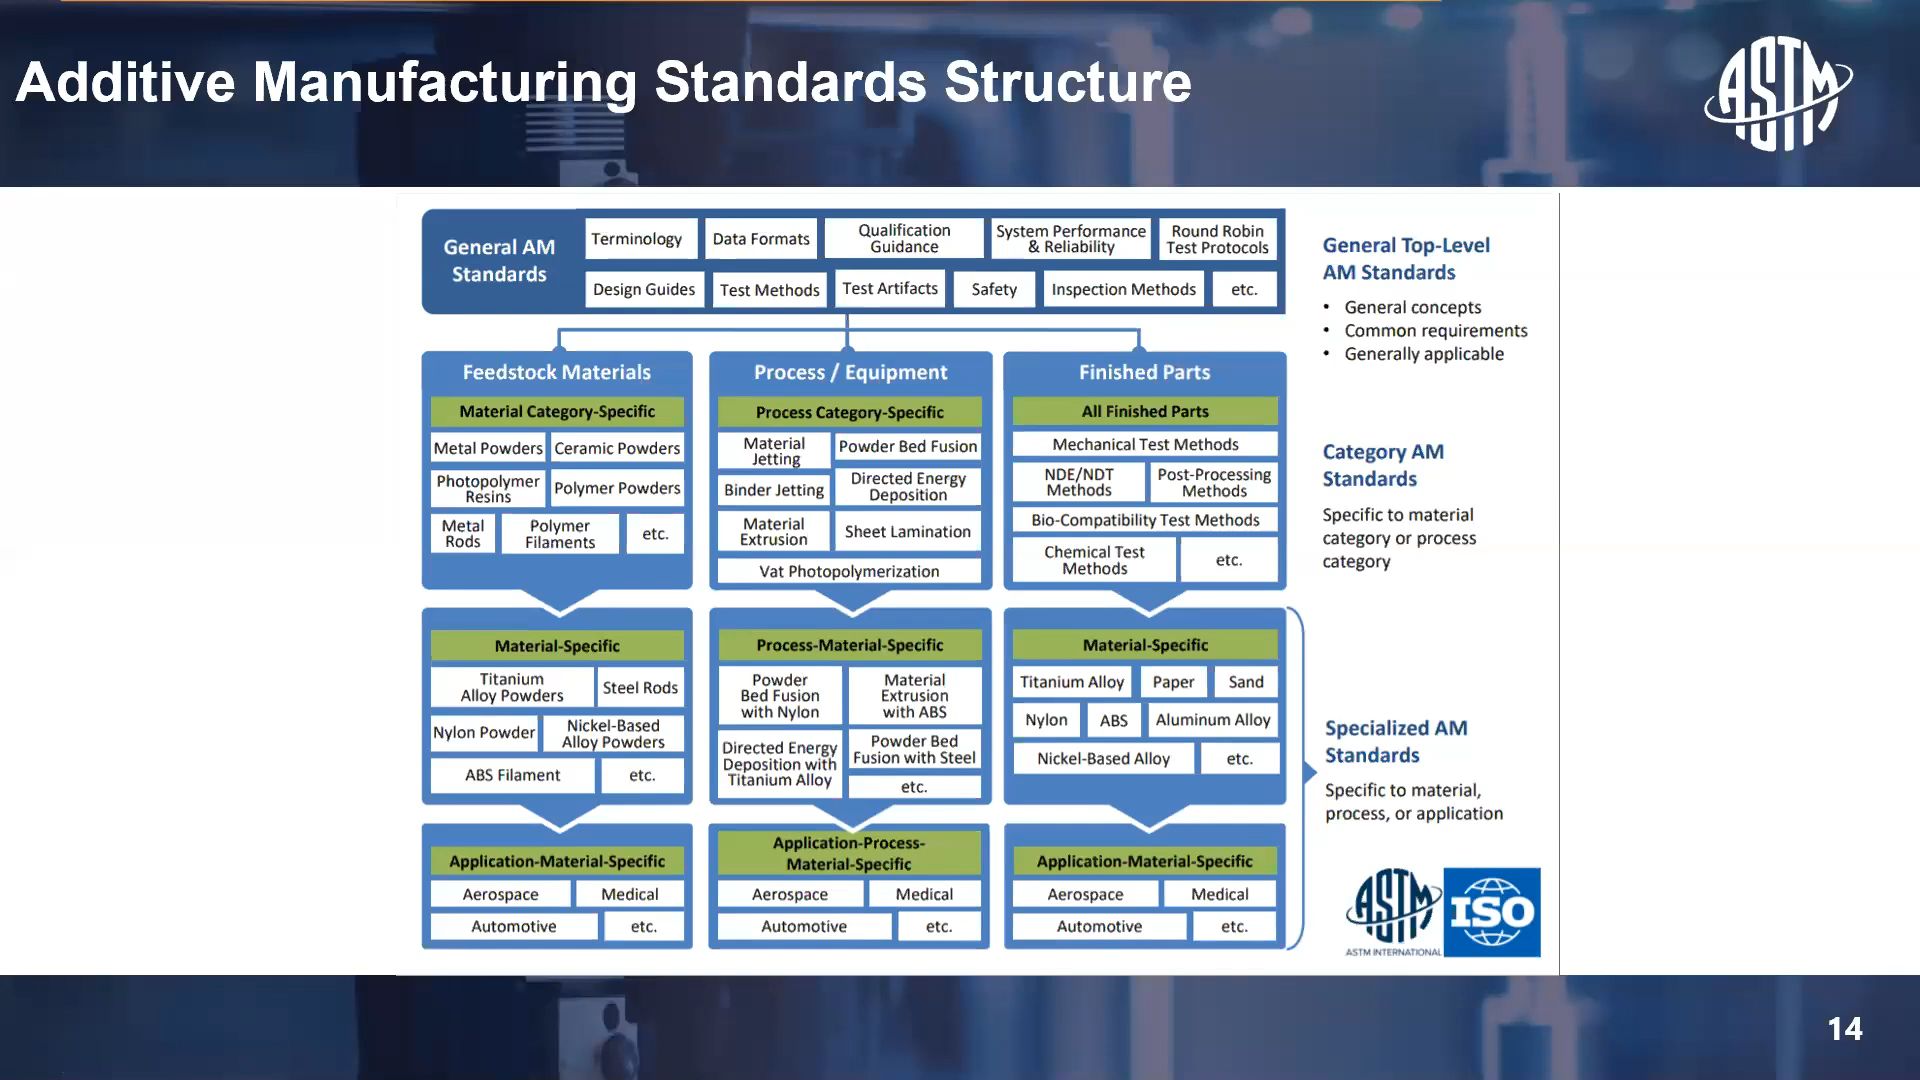 Additive Manufacturing Standards Structure
ASTM
General AM
Standards
Terminology
Data Formats
Qualification
Guidance
System Performance
& Reliability
Round Robin
Test Protocols
Design Guides
Test Methods
Test Artifacts
Safety
Inspection Methods
etc.
General Top-Level
AM Standards
• General concepts
• Common requirements
• Generally applicable
Feedstock Materials
Material Category-Specific
Metal Powders
Ceramic Powders
Photopolymer
Resins
Polymer Powders
Metal
Rods
Polymer
Filaments
etc.
Process / Equipment
Process Category-Specific
Material
Jetting
Powder Bed Fusion
Binder Jetting
Directed Energy
Deposition
Material
Extrusion
Sheet Lamination
Vat Photopolymerization
Finished Parts
All Finished Parts
Mechanical Test Methods
NDE/NDT
Methods
Post-Processing
Methods
Bio-Compatibility Test Methods
Chemical Test
Methods
etc.
Category AM
Standards
Specific to material
category or process
category
Material-Specific
Titanium
Alloy Powders
Steel Rods
Nylon Powder
Nickel-Based
Alloy Powders
ABS Filament
etc.
Process-Material-Specific
Powder
Bed Fusion
with Nylon
Material
Extrusion
with ABS
Directed Energy
Deposition with
Titanium Alloy
Powder Bed
Fusion with Steel
etc.
Material-Specific
Titanium Alloy
Paper
Sand
Nylon
ABS
Aluminum Alloy
Nickel-Based Alloy
etc.
Specialized AM
Standards
Specific to material,
process, or application
Application-Material-Specific
Aerospace
Medical
Automotive
etc.
Application-Process-
Material-Specific
Aerospace
Medical
Automotive
etc.
Application-Material-Specific
Aerospace
Medical
Automotive
etc.
ASTM
ASTM INTERNATIONAL
ISO
14